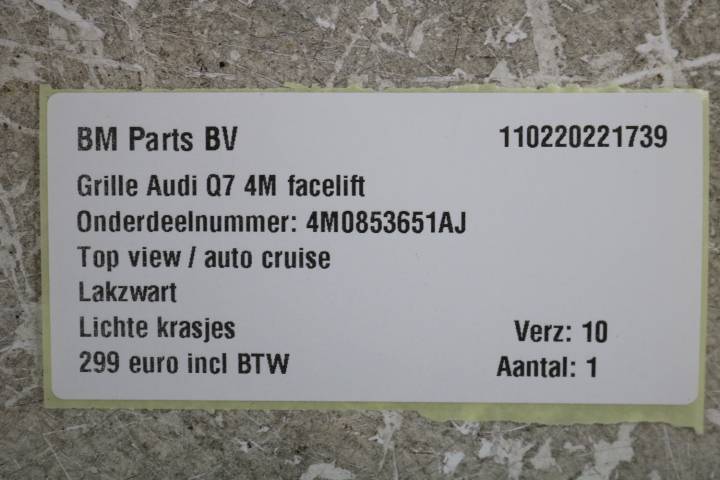 BM Parts BV 110220221739
Grille Audi Q7 4M facelift
Onderdeelnummer: 4M0853651AJ
Top view / auto cruise
Lakzwart
Lichte krasjes Verz: 10
299 euro incl BTW Aantal: 1